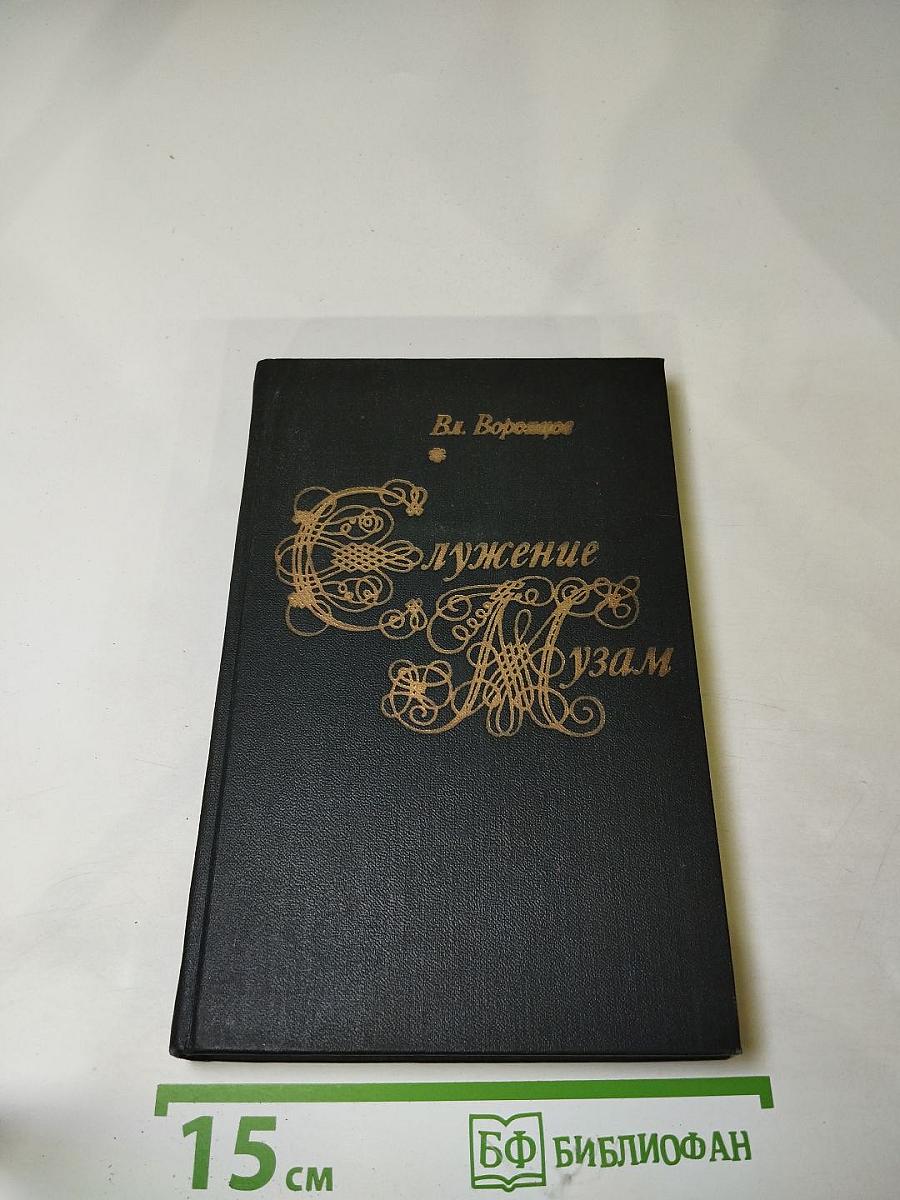 Вл. Воронцов
Служение
Музам
15 см
БФ БИБЛИОФАН